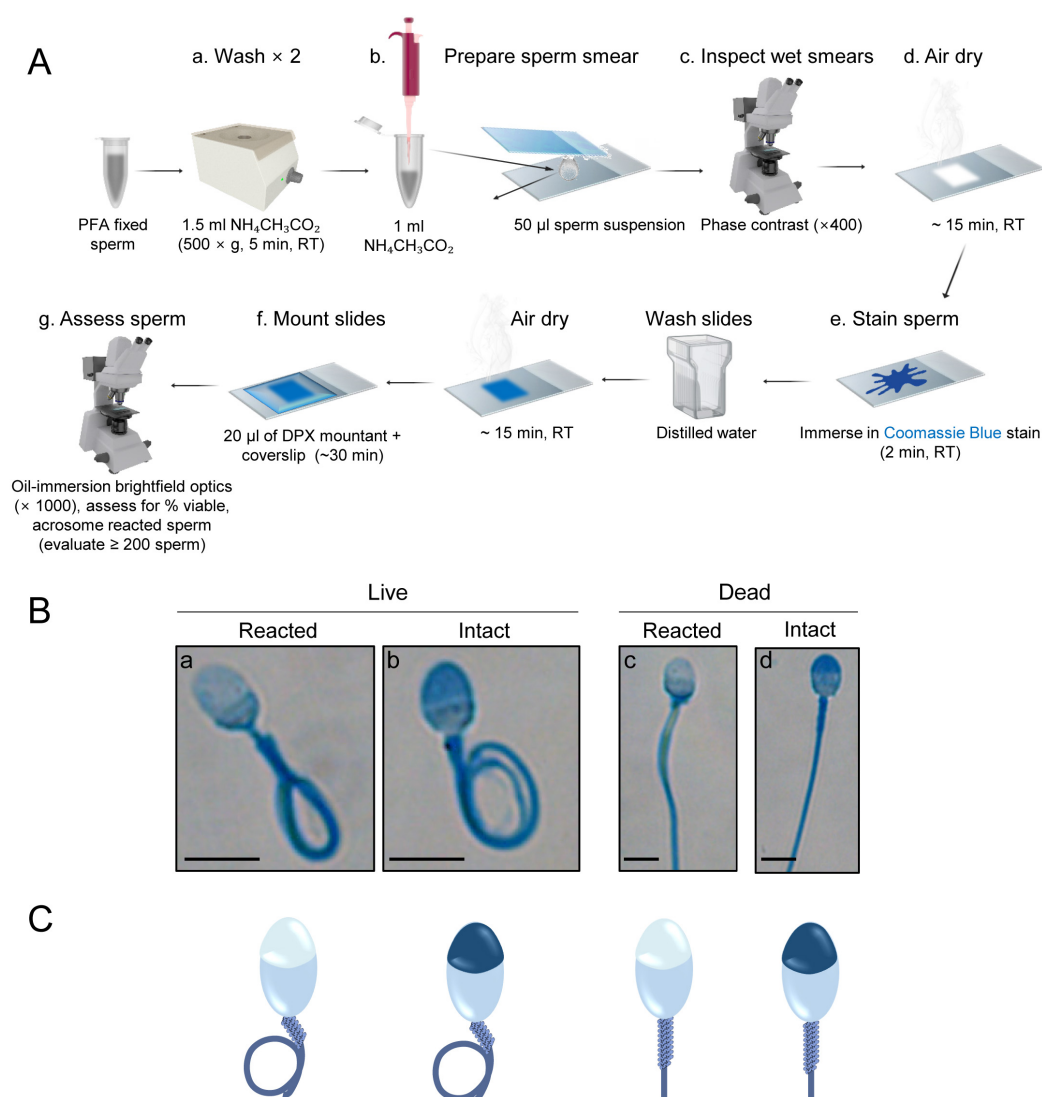 A
a. Wash × 2
b.
Prepare sperm smear
c. Inspect wet smears
d. Air dry
PFA fixed
sperm
1.5 ml NH₄CH₃CO₂
(500 × g, 5 min, RT)
1 ml
NH₄CH₃CO₂
50 µl sperm suspension
Phase contrast (×400)
~ 15 min, RT
g. Assess sperm
f. Mount slides
Air dry
Wash slides
e. Stain sperm
20 µl of DPX mountant +
coverslip (~30 min)
~ 15 min, RT
Distilled water
Immerse in Coomassie Blue stain
(2 min, RT)
Oil-immersion brightfield optics
(× 1000), assess for % viable,
acrosome reacted sperm
(evaluate ≥ 200 sperm)
B
Live
Dead
Reacted
Intact
Reacted
Intact
a
b
c
d
C